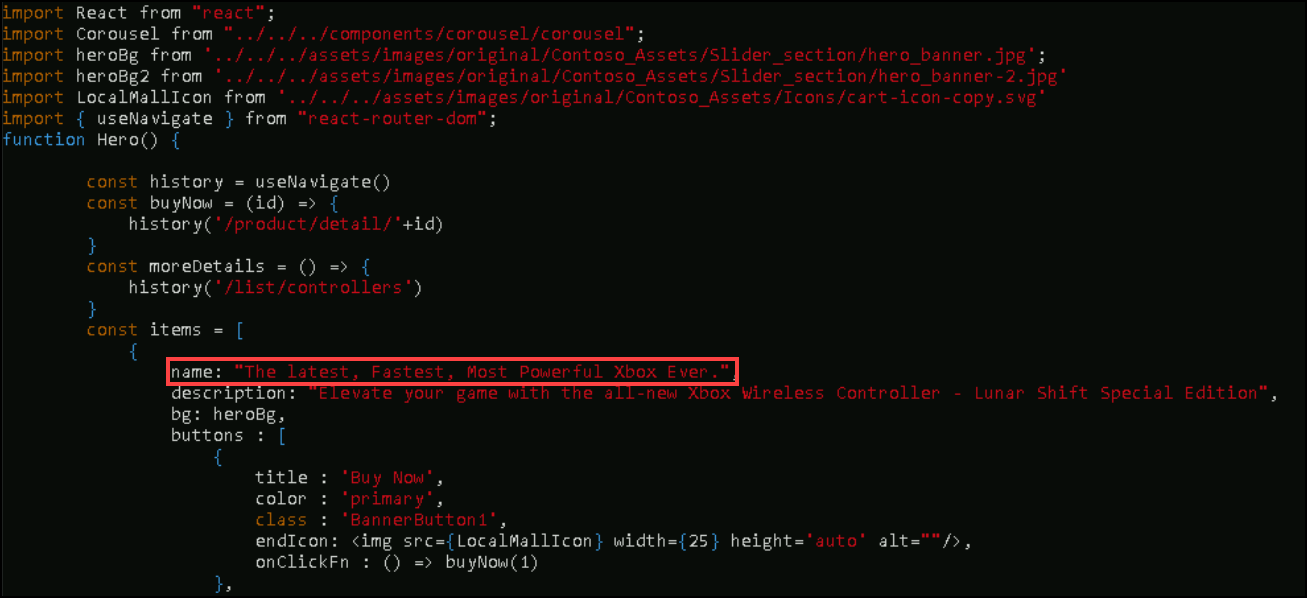 import React from "react";
import Corousel from "../../../components/corousel/corousel";
import heroBg from '../../../assets/images/original/Contoso_Assets/Slider_section/hero_banner.jpg';
import heroBg2 from '../../../assets/images/original/Contoso_Assets/Slider_section/hero_banner-2.jpg'
import LocalMallIcon from '../../../assets/images/original/Contoso_Assets/Icons/cart-icon-copy.svg'
import { useNavigate } from "react-router-dom";
function Hero() {
const history = useNavigate()
const buyNow = (id) => {
history('/product/detail/'+id)
}
const moreDetails = () => {
history('/list/controllers')
}
const items = [
{
name: "The latest, Fastest, Most Powerful Xbox Ever.",
description: "Elevate your game with the all-new Xbox Wireless Controller - Lunar Shift Special Edition",
bg: heroBg,
buttons : [
{
title : 'Buy Now',
color : 'primary',
class : 'BannerButton1',
endIcon: <img src={LocalMallIcon} width={25} height='auto' alt=""/>,
onClickFn : () => buyNow(1)
},